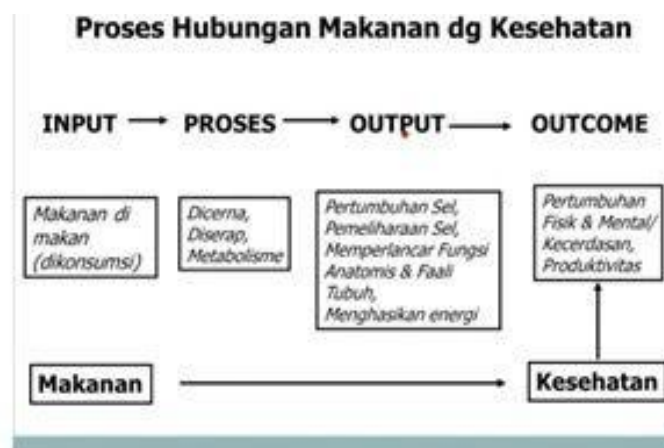 Proses Hubungan Makanan dg Kesehatan
INPUT PROSES OUTPUT OUTCOME
Makanan di
makan
(dikonsumsi)
Dicerna,
Diserap,
Metabolisme
Pertumbuhan Sel,
Pemeliharaan Sel,
Memperlancar Fungsi
Anatomis & Faali
Tubuh,
Menghasikan energi
Pertumbuhan
Fisik & Mental/
Kecerdasan,
Produktivitas
Makanan
Kesehatan